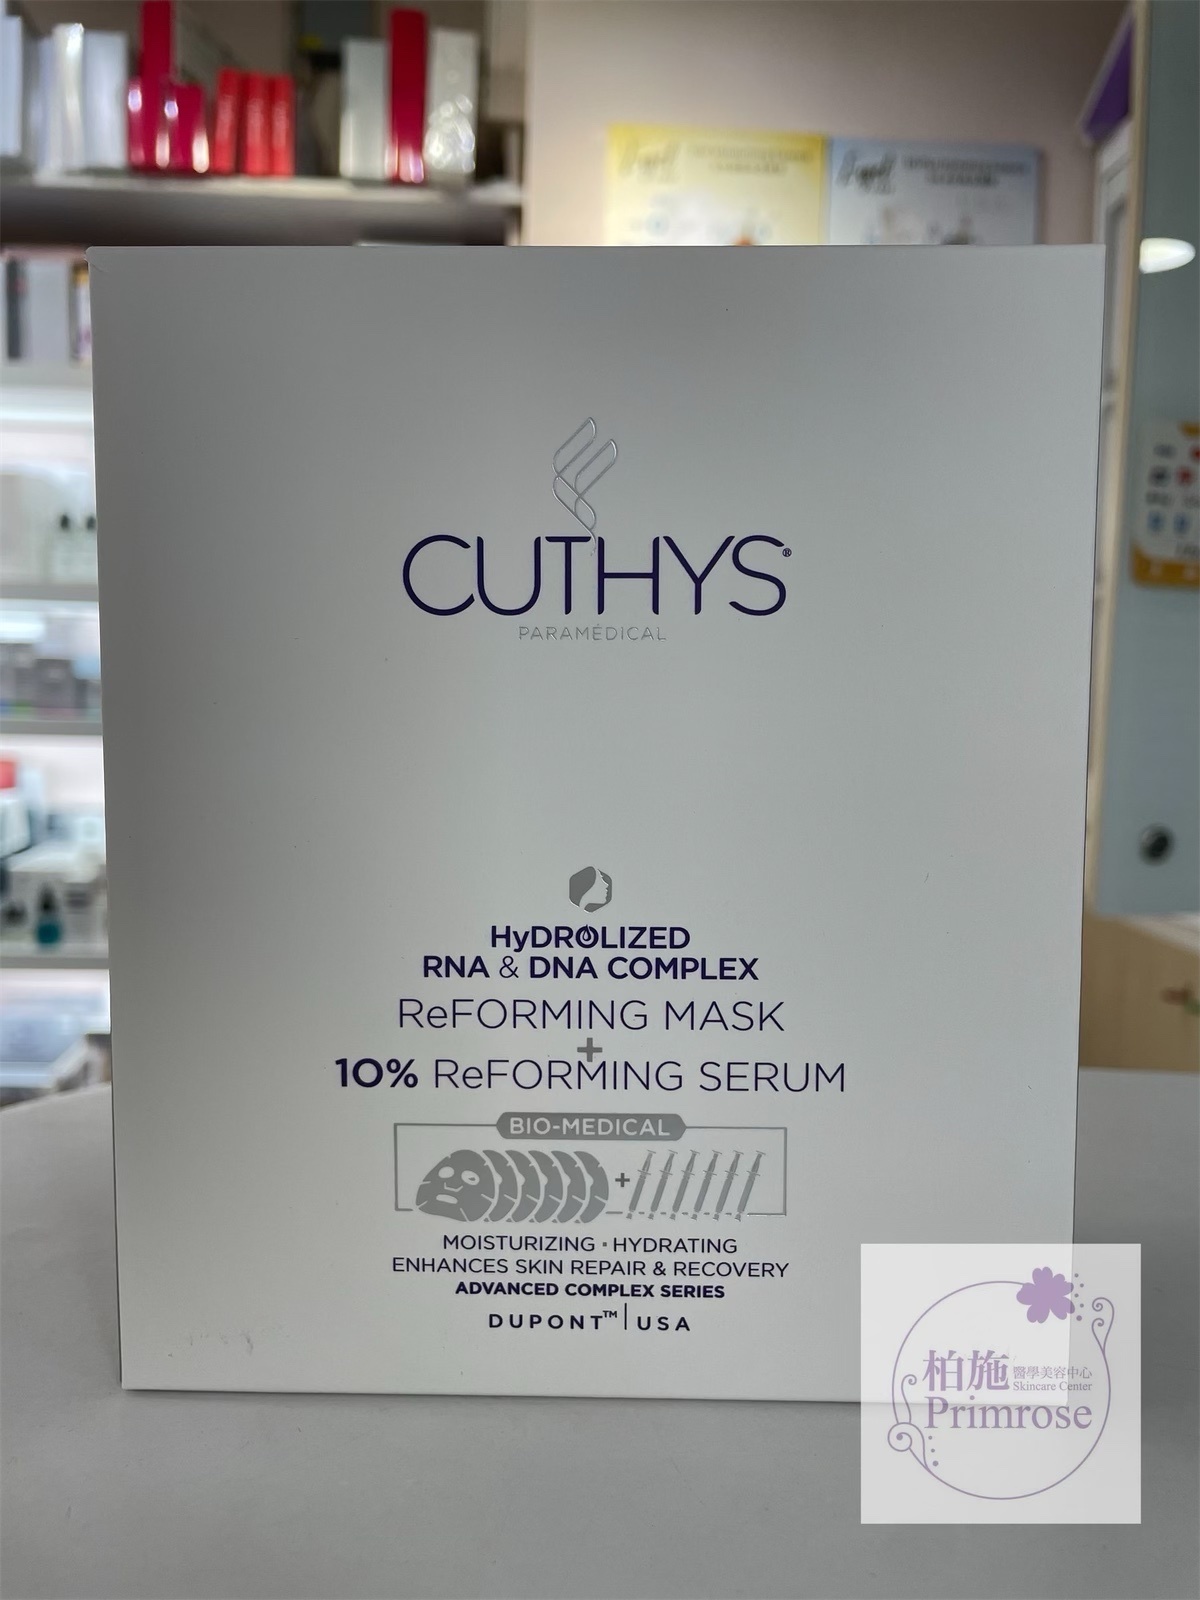 CUTHYS®
PARAMÉDICAL
HyDROLIZED
RNA & DNA COMPLEX
ReFORMING MASK
+
10% ReFORMING SERUM
BIO-MEDICAL
+
MOISTURIZING · HYDRATING
ENHANCES SKIN REPAIR & RECOVERY
ADVANCED COMPLEX SERIES
DUPONT™ | USA
柏施 醫學美容中心
Skincare Center
Primrose